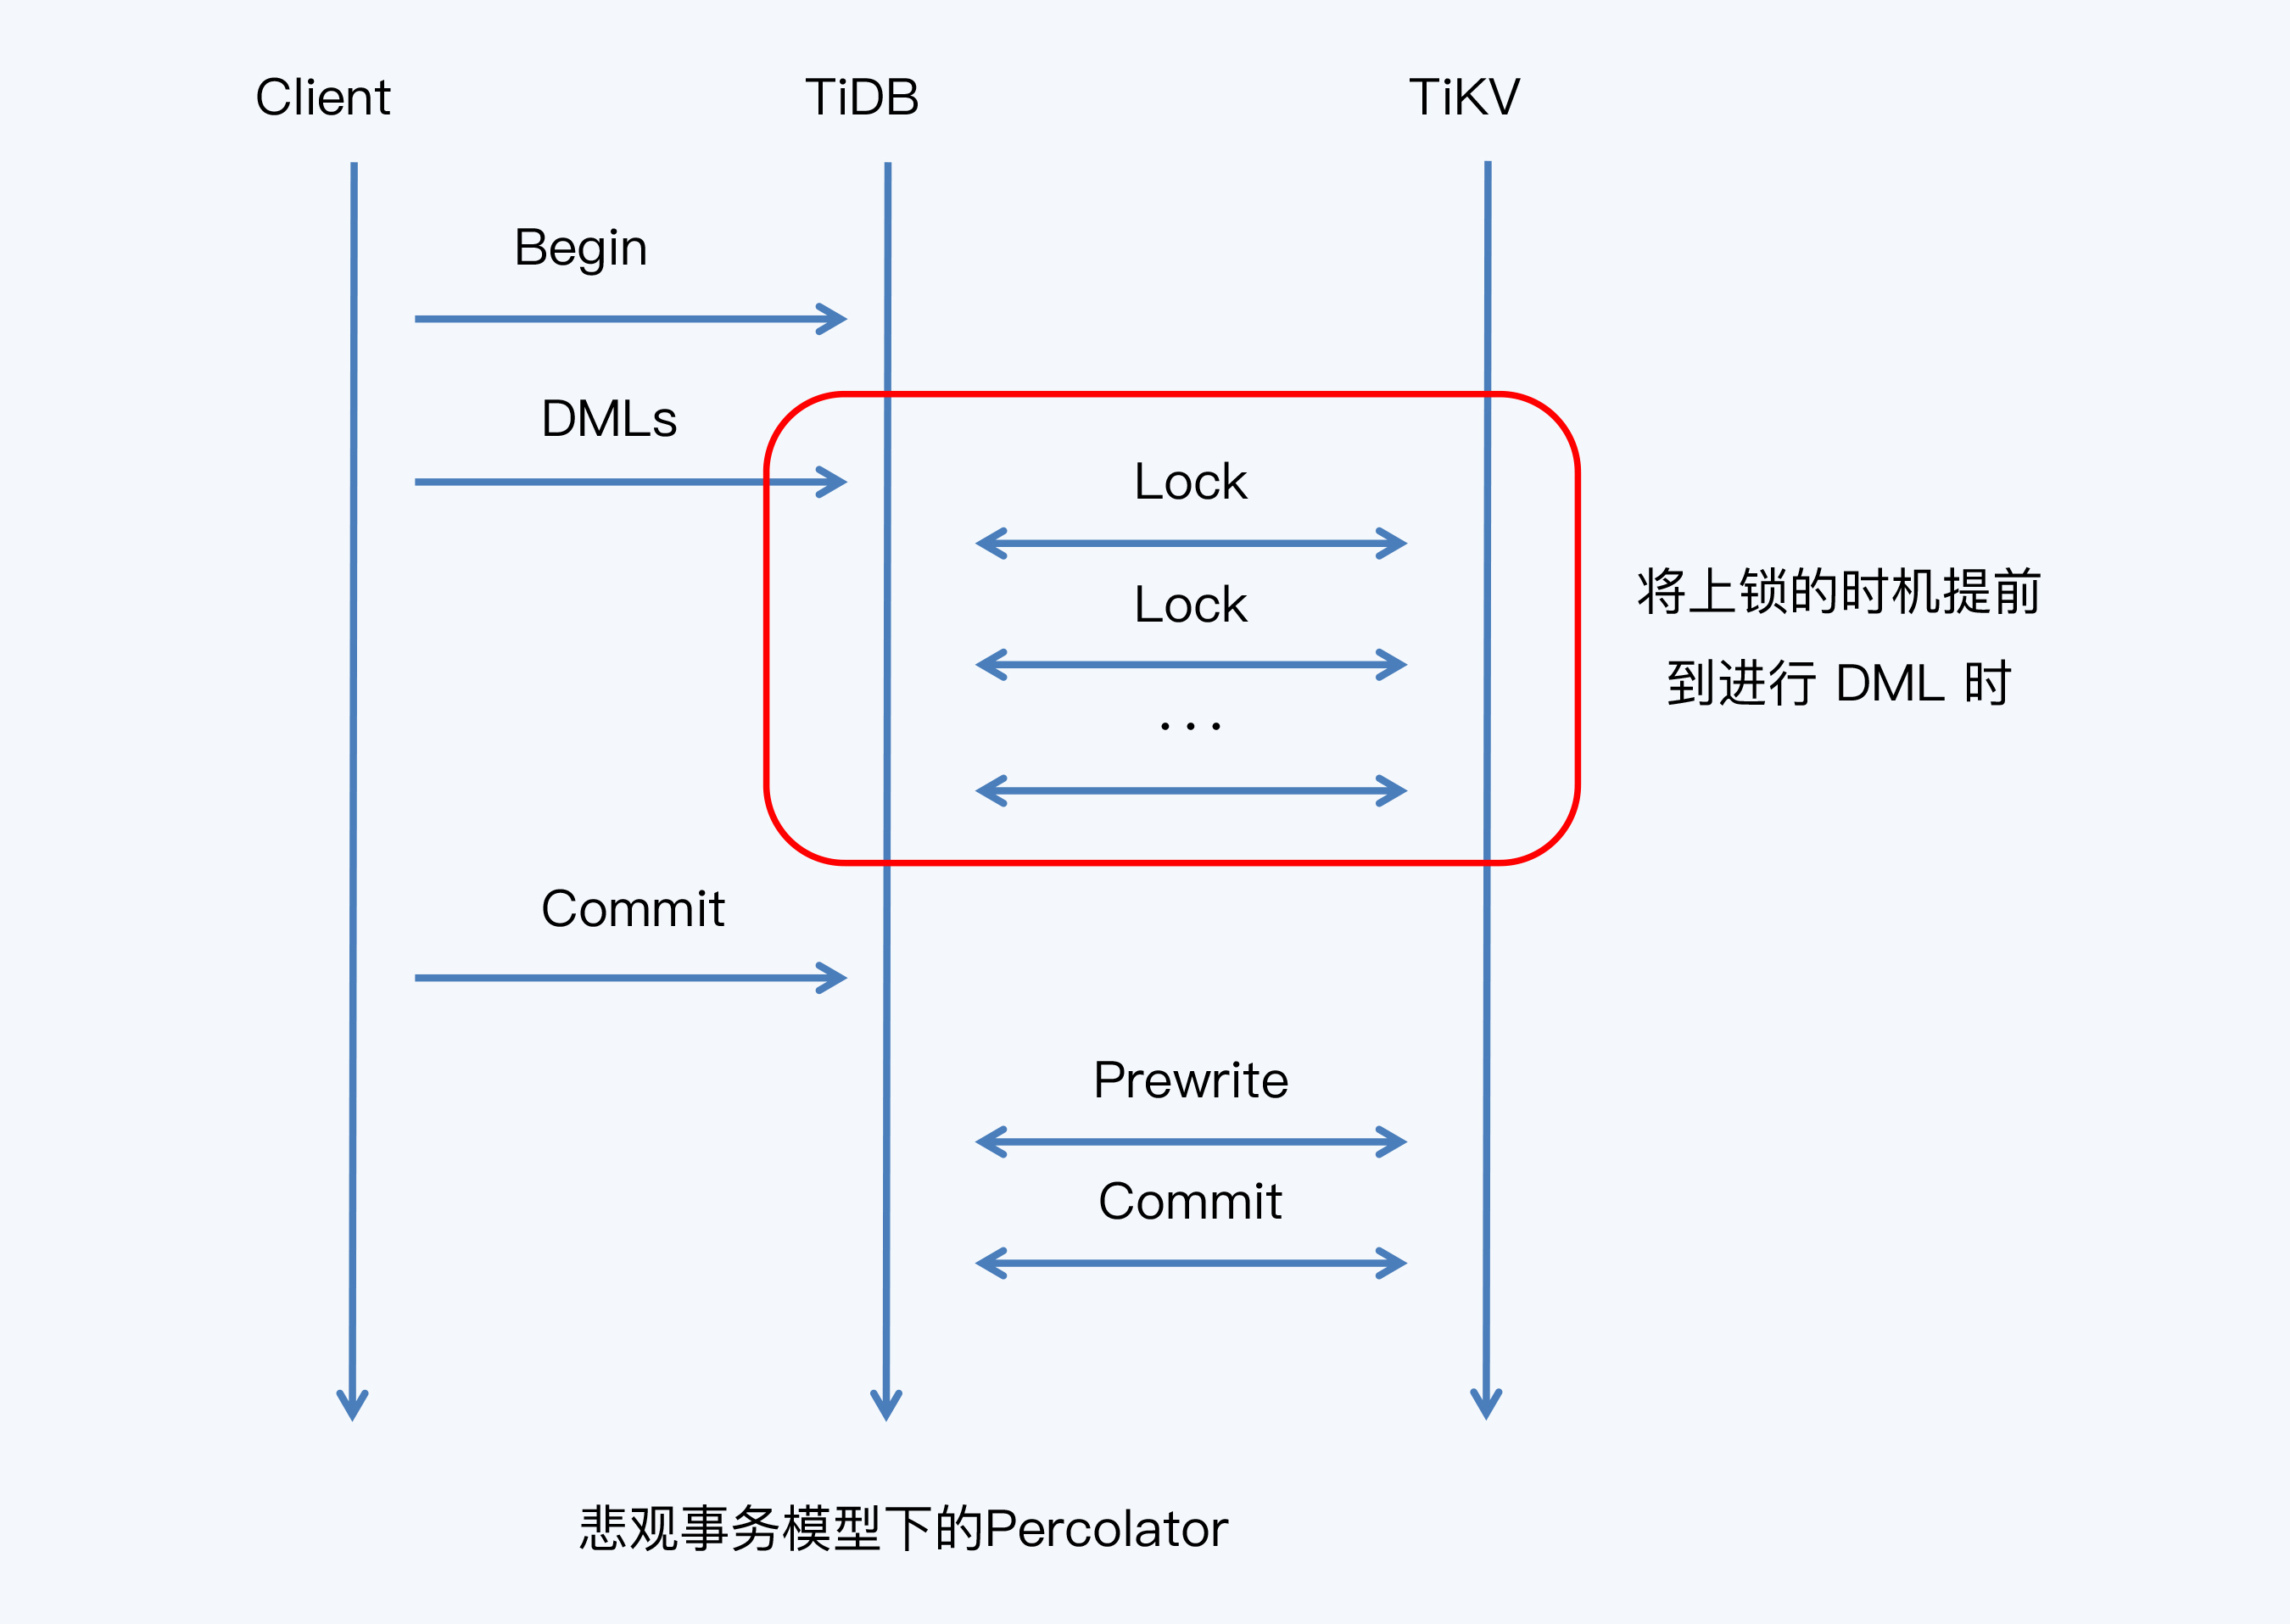 Client
TiDB
TiKV
Begin
DMLs
Lock
Lock
...
将上锁的时机提前
到进行 DML 时
Commit
Prewrite
Commit
悲观事务模型下的Percolator